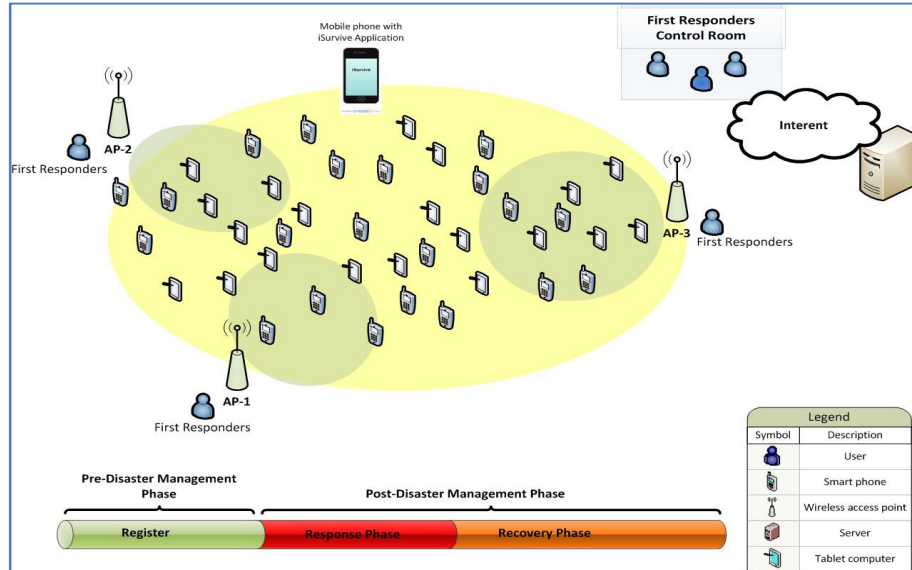 Mobile phone with
iSurvive Application
iSurvive
First Responders
Control Room
Interent
AP-2
First Responders
AP-3
First Responders
AP-1
First Responders
Pre-Disaster Management
Phase
Post-Disaster Management Phase
Register
Response Phase
Recovery Phase
Legend
Symbol
Description
User
Smart phone
Wireless access point
Server
Tablet computer